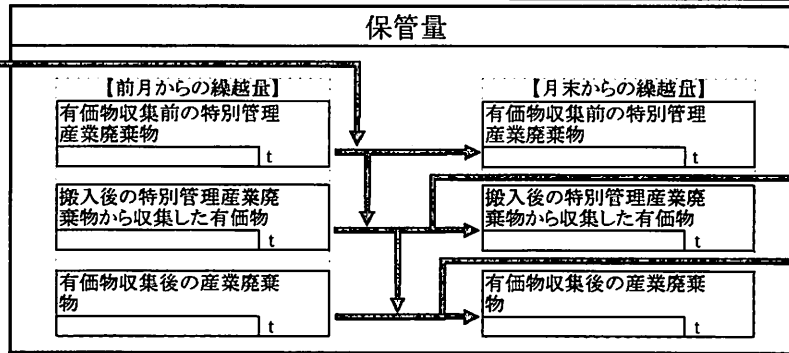 保管量
【前月からの繰越量】
有価物収集前の特別管理
産業廃棄物
t
搬入後の特別管理産業廃
棄物から収集した有価物
t
有価物収集後の産業廃棄
物
t
【月末からの繰越量】
有価物収集前の特別管理
産業廃棄物
t
搬入後の特別管理産業廃
棄物から収集した有価物
t
有価物収集後の産業廃棄
物
t